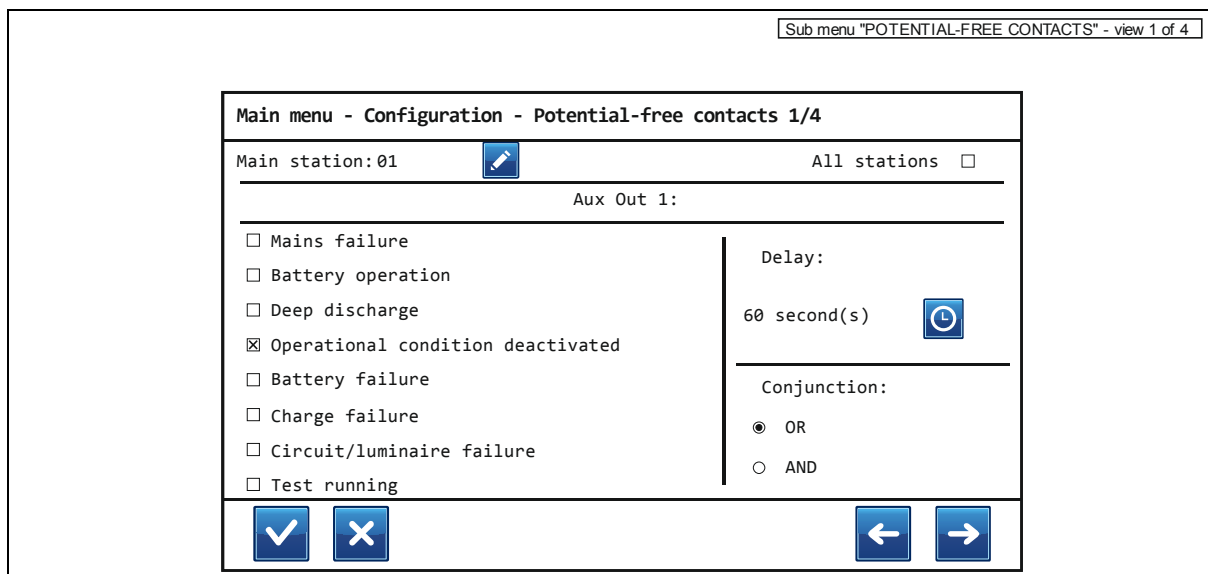 Sub menu "POTENTIAL-FREE CONTACTS" - view 1 of 4
Main menu - Configuration - Potential-free contacts 1/4
Main station:01
All stations ☐
Aux Out 1:
☐ Mains failure
☐ Battery operation
☐ Deep discharge
☒ Operational condition deactivated
☐ Battery failure
☐ Charge failure
☐ Circuit/luminaire failure
☐ Test running
Delay:
60 second(s)
Conjunction:
◉ OR
○ AND